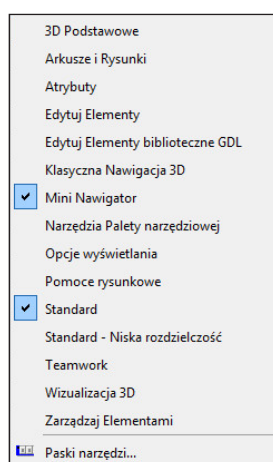 3D Podstawowe
Arkusze i Rysunki
Atrybuty
Edytuj Elementy
Edytuj Elementy biblioteczne GDL
Klasyczna Nawigacja 3D
Mini Nawigator
Narzędzia Palety narzędziowej
Opcje wyświetlania
Pomoce rysunkowe
Standard
Standard - Niska rozdzielczość
Teamwork
Wizualizacja 3D
Zarządzaj Elementami
Paski narzędzi...